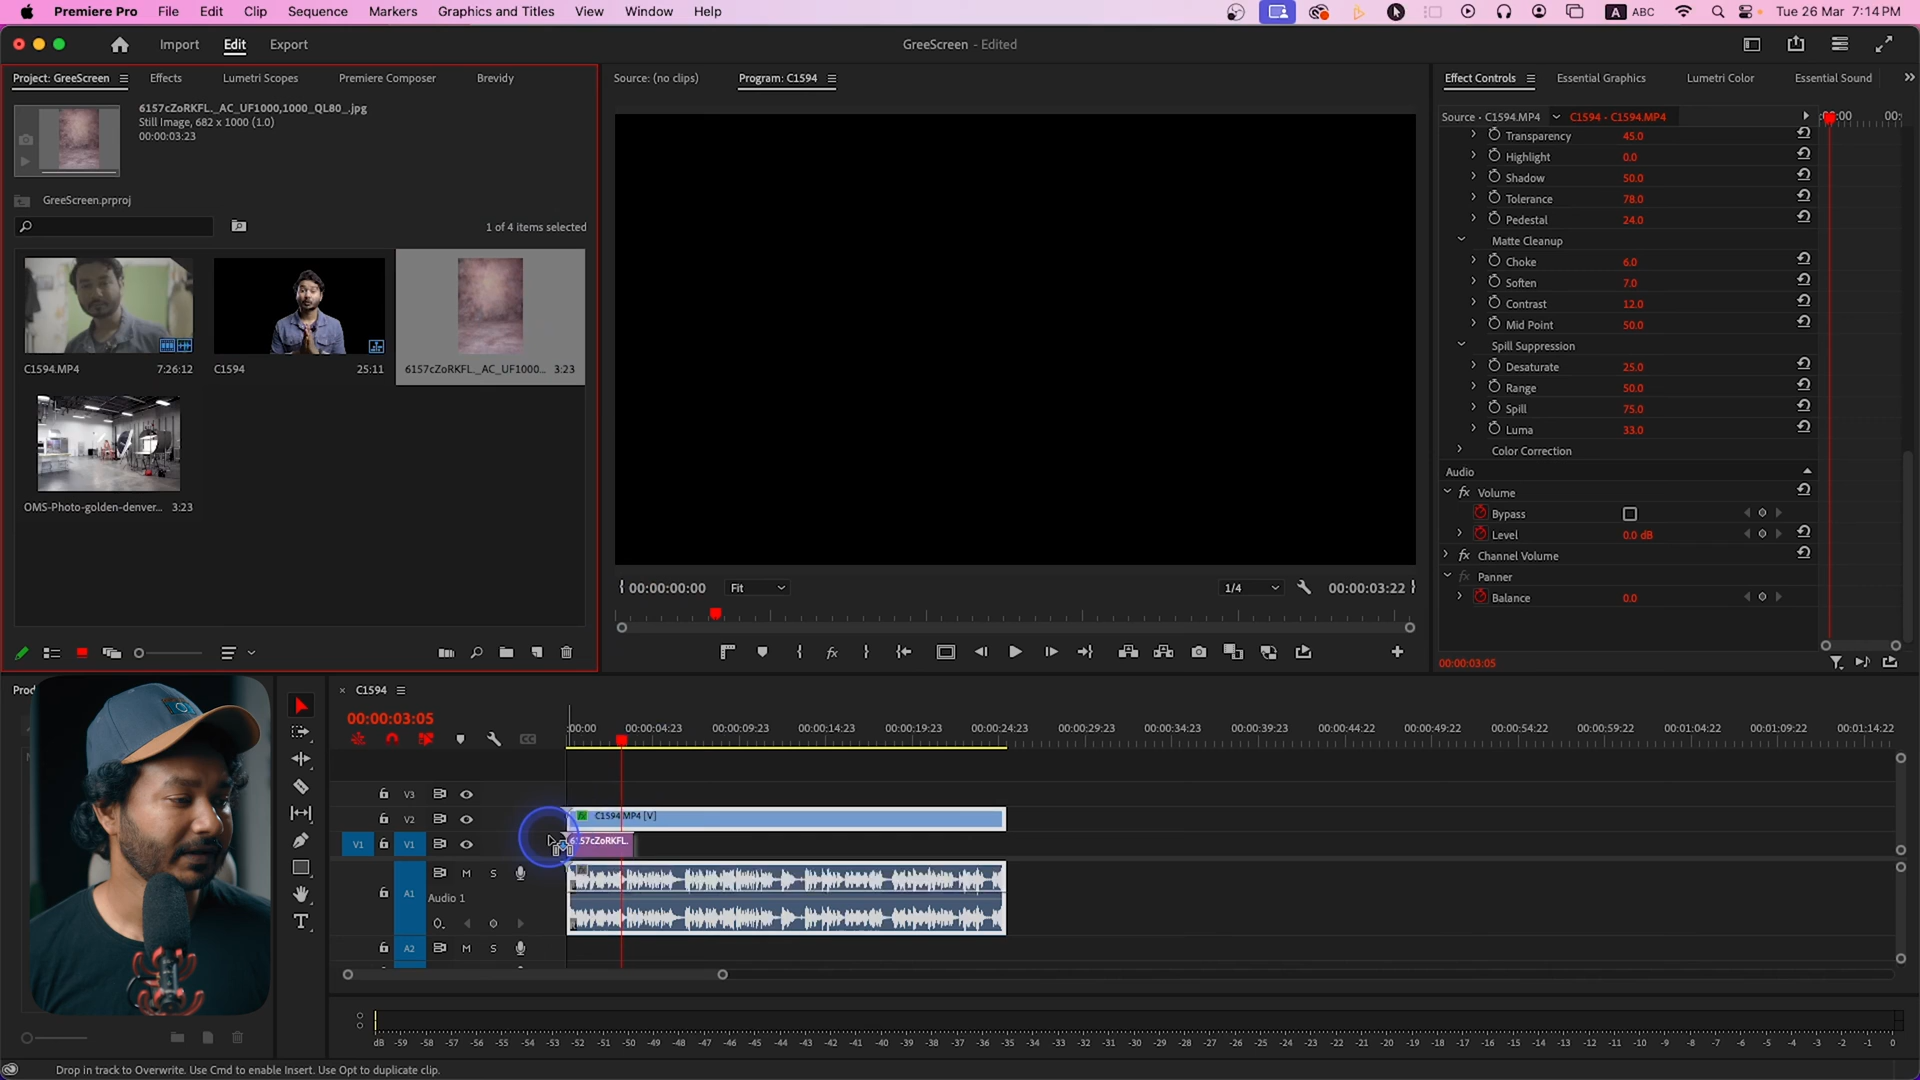 Premiere Pro File Edit Clip Sequence Markers Graphics and Titles View Window Help
A ABC Tue 26 Mar 7:14 PM
Import Edit Export
GreeScreen - Edited
Project: GreeScreen Effects Lumetri Scopes Premiere Composer Brevidy
6157cZoRKFL._AC_UF1000,1000_QL80_.jpg
Still Image, 682 x 1000 (1.0)
00:00:03:23
GreeScreen.prproj
1 of 4 items selected
C1594.MP4 7:26:12
C1594 25:11
6157cZoRKFL._AC_UF1000... 3:23
OMS-Photo-golden-denver... 3:23
Source: (no clips) Program: C1594
00:00:00:00 Fit 1/4 00:00:03:22
Effect Controls Essential Graphics Lumetri Color Essential Sound
Source • C1594.MP4 C1594 • C1594.MP4 :00 00:
Transparency 45.0
Highlight 0.0
Shadow 50.0
Tolerance 78.0
Pedestal 24.0
Matte Cleanup
Choke 6.0
Soften 7.0
Contrast 12.0
Mid Point 50.0
Spill Suppression
Desaturate 25.0
Range 50.0
Spill 75.0
Luma 33.0
Color Correction
Audio
fx Volume
Bypass
Level 0.0 dB
fx Channel Volume
fx Panner
Balance 0.0
00:00:03:05
C1594
00:00:03:05
:00:00 00:00:04:23 00:00:09:23 00:00:14:23 00:00:19:23 00:00:24:23 00:00:29:23 00:00:34:23 00:00:39:23 00:00:44:22 00:00:49:22 00:00:54:22 00:00:59:22 00:01:04:22 00:01:09:22 00:01:14:22
V3
V2 fx C1594.MP4 [V]
V1 V1 6157cZoRKFL.
M S
A1 Audio 1
A2 M S
dB -59 -58 -57 -56 -55 -54 -53 -52 -51 -50 -49 -48 -47 -46 -45 -44 -43 -42 -41 -40 -39 -38 -37 -36 -35 -34 -33 -32 -31 -30 -29 -28 -27 -26 -25 -24 -23 -22 -21 -20 -19 -18 -17 -16 -15 -14 -13 -12 -11 -10 -9 -8 -7 -6 -5 -4 -3 -2 -1 0
Drop in track to Overwrite. Use Cmd to enable Insert. Use Opt to duplicate clip.